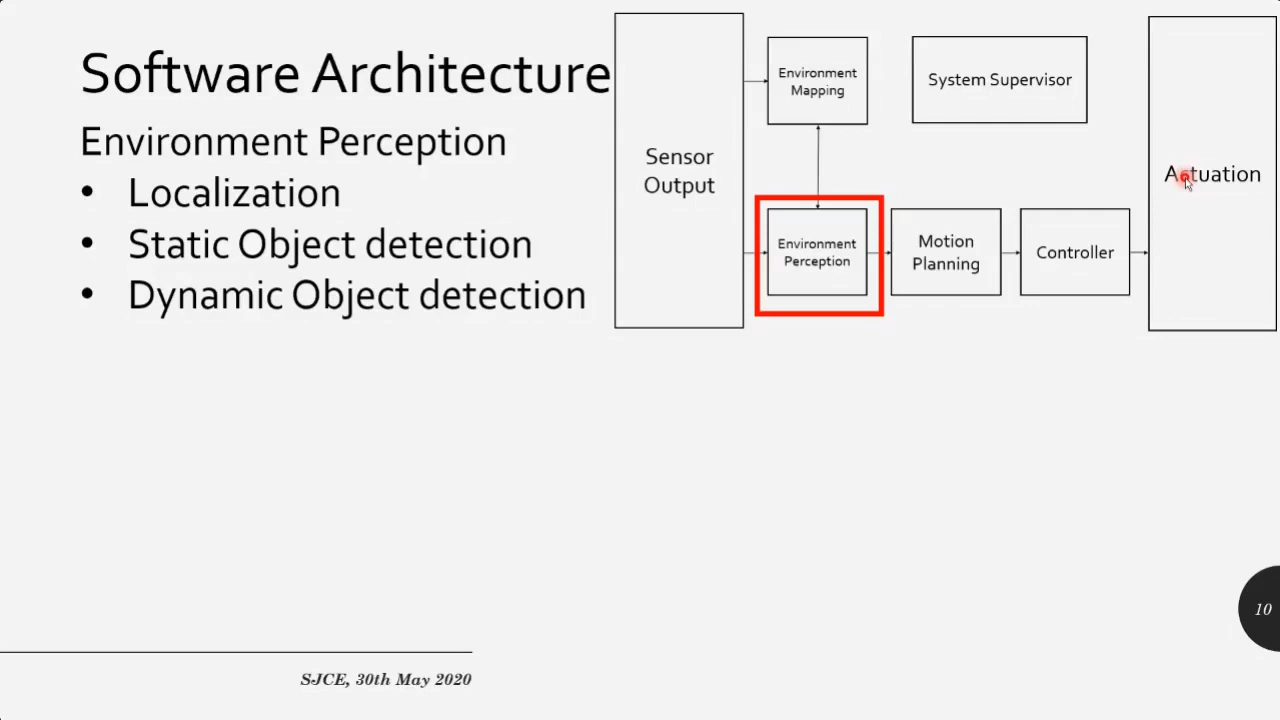 Software Architecture
Environment Perception
• Localization
• Static Object detection
• Dynamic Object detection
Sensor
Output
Environment
Mapping
System Supervisor
Environment
Perception
Motion
Planning
Controller
Actuation
10
SJCE, 30th May 2020